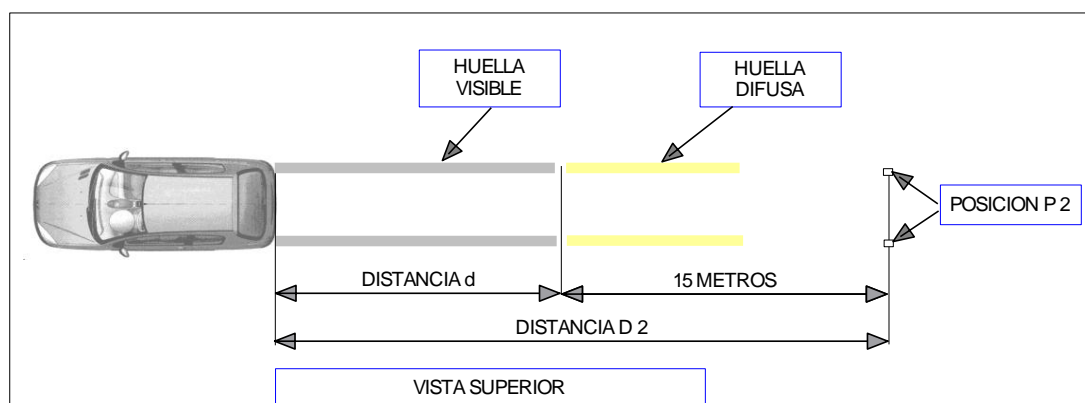 HUELLA
VISIBLE
HUELLA
DIFUSA
POSICION P 2
DISTANCIA d
15 METROS
DISTANCIA D 2
VISTA SUPERIOR